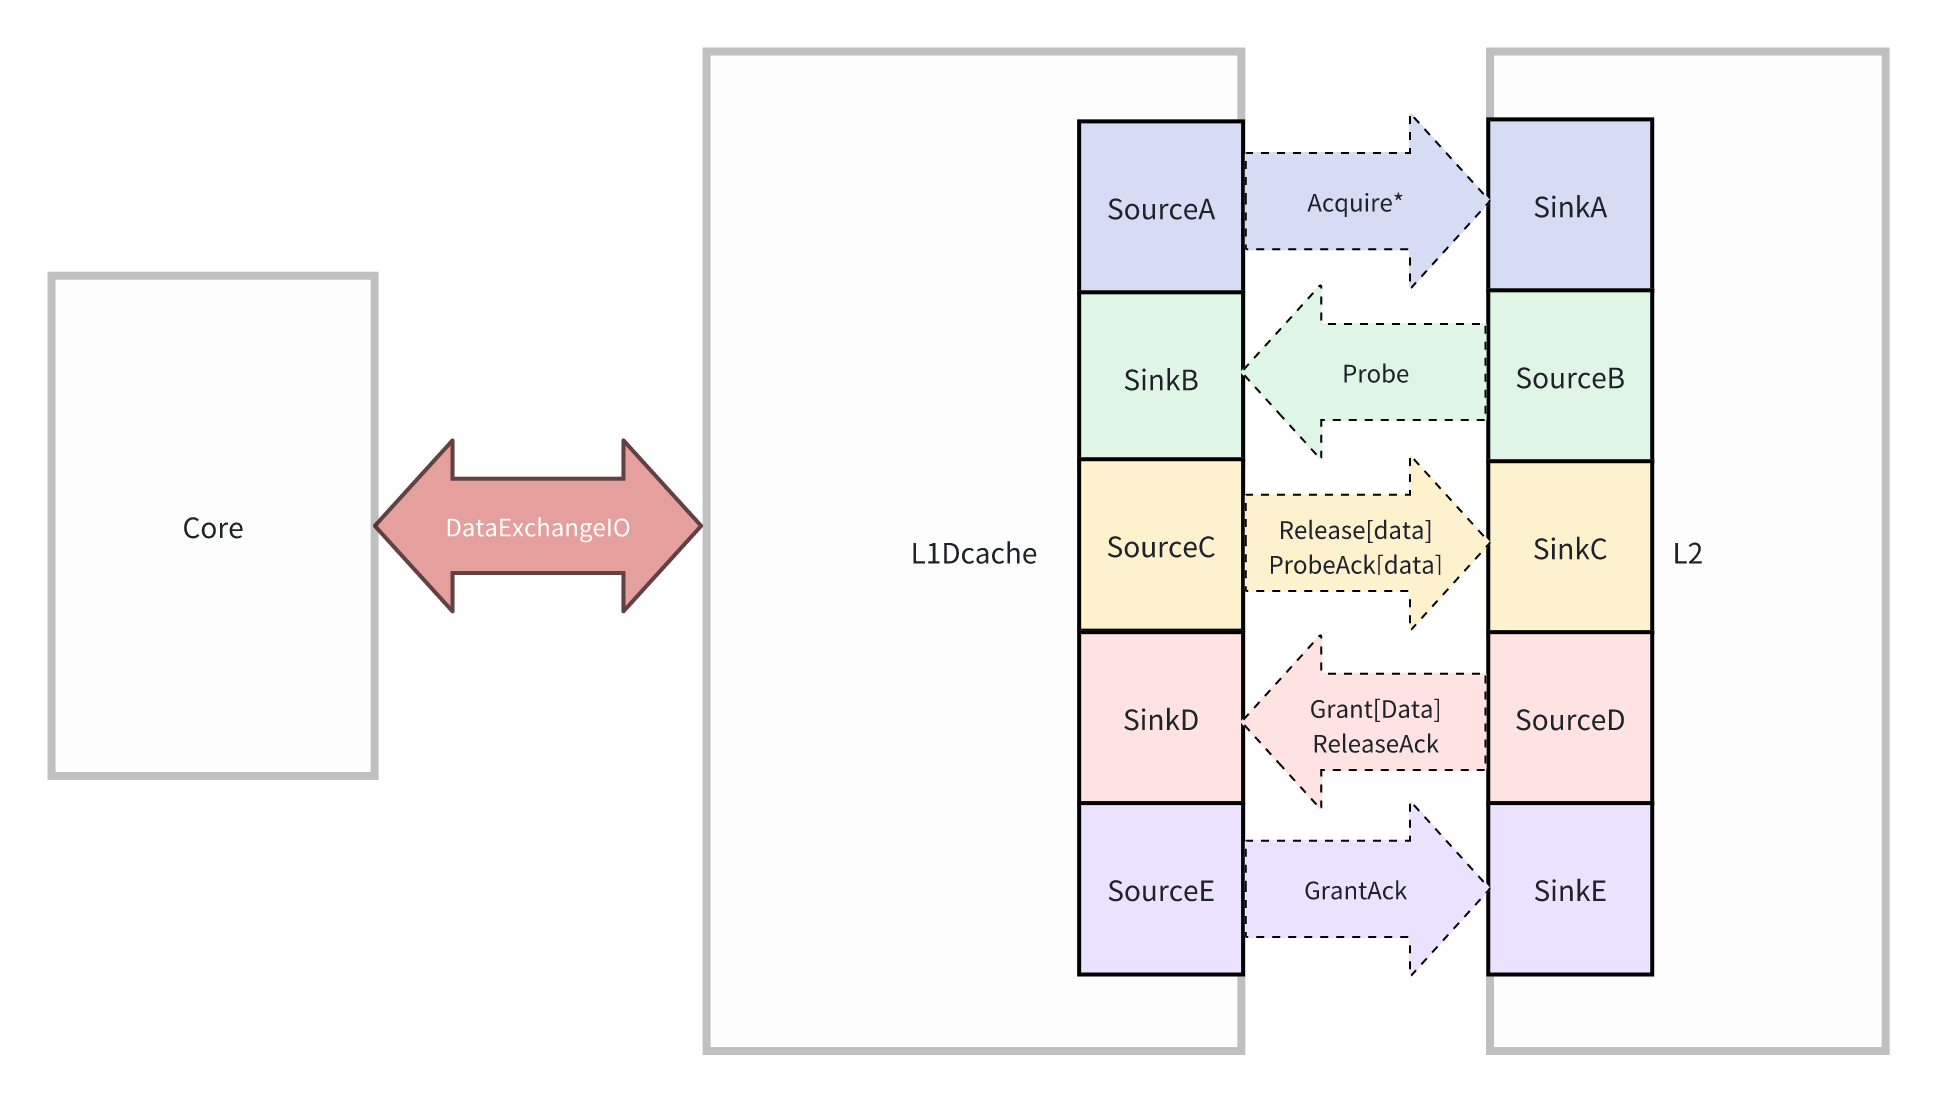 Core
DataExchangeIO
L1Dcache
SourceA
Acquire*
SinkA
SinkB
Probe
SourceB
SourceC
Release[data]
ProbeAck[data]
SinkC
SinkD
Grant[Data]
ReleaseAck
SourceD
SourceE
GrantAck
SinkE
L2